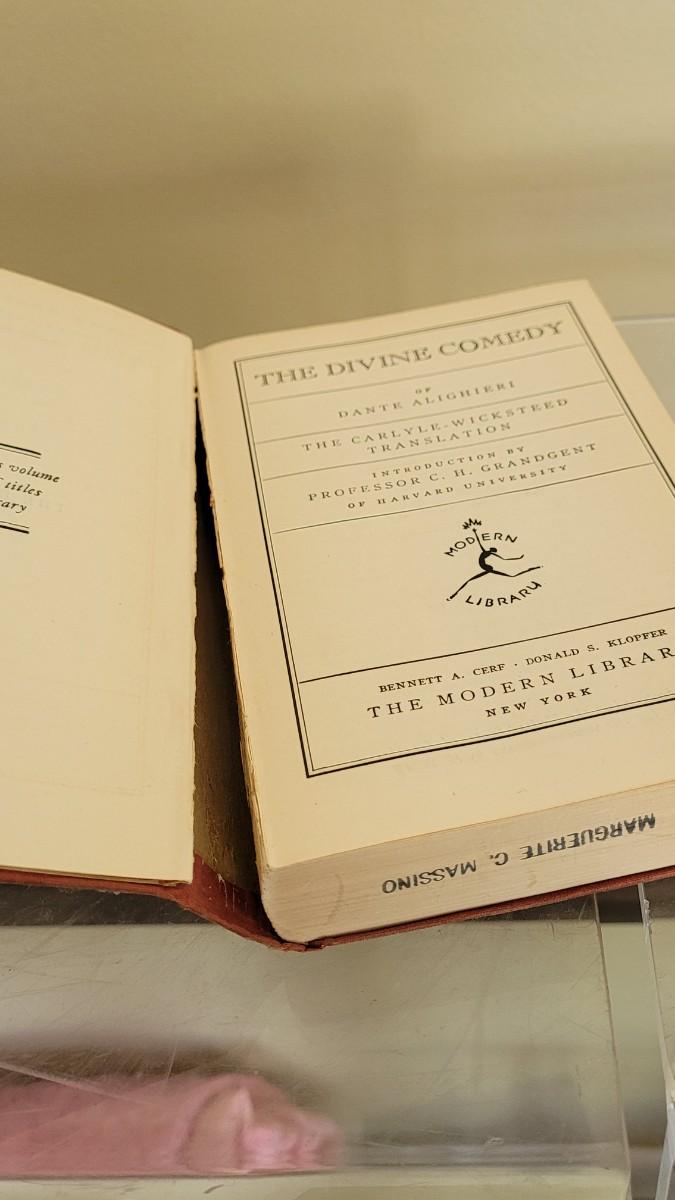 s volume
titles
rary
THE DIVINE COMEDY
OF
DANTE ALIGHIERI
THE CARLYLE-WICKSTEED
TRANSLATION
INTRODUCTION BY
PROFESSOR C. H. GRANDGENT
OF HARVARD UNIVERSITY
MODERN
LIBRARY
BENNETT A. CERF · DONALD S. KLOPFER
THE MODERN LIBRAR
NEW YORK
MARGUERITE C. MASSINO